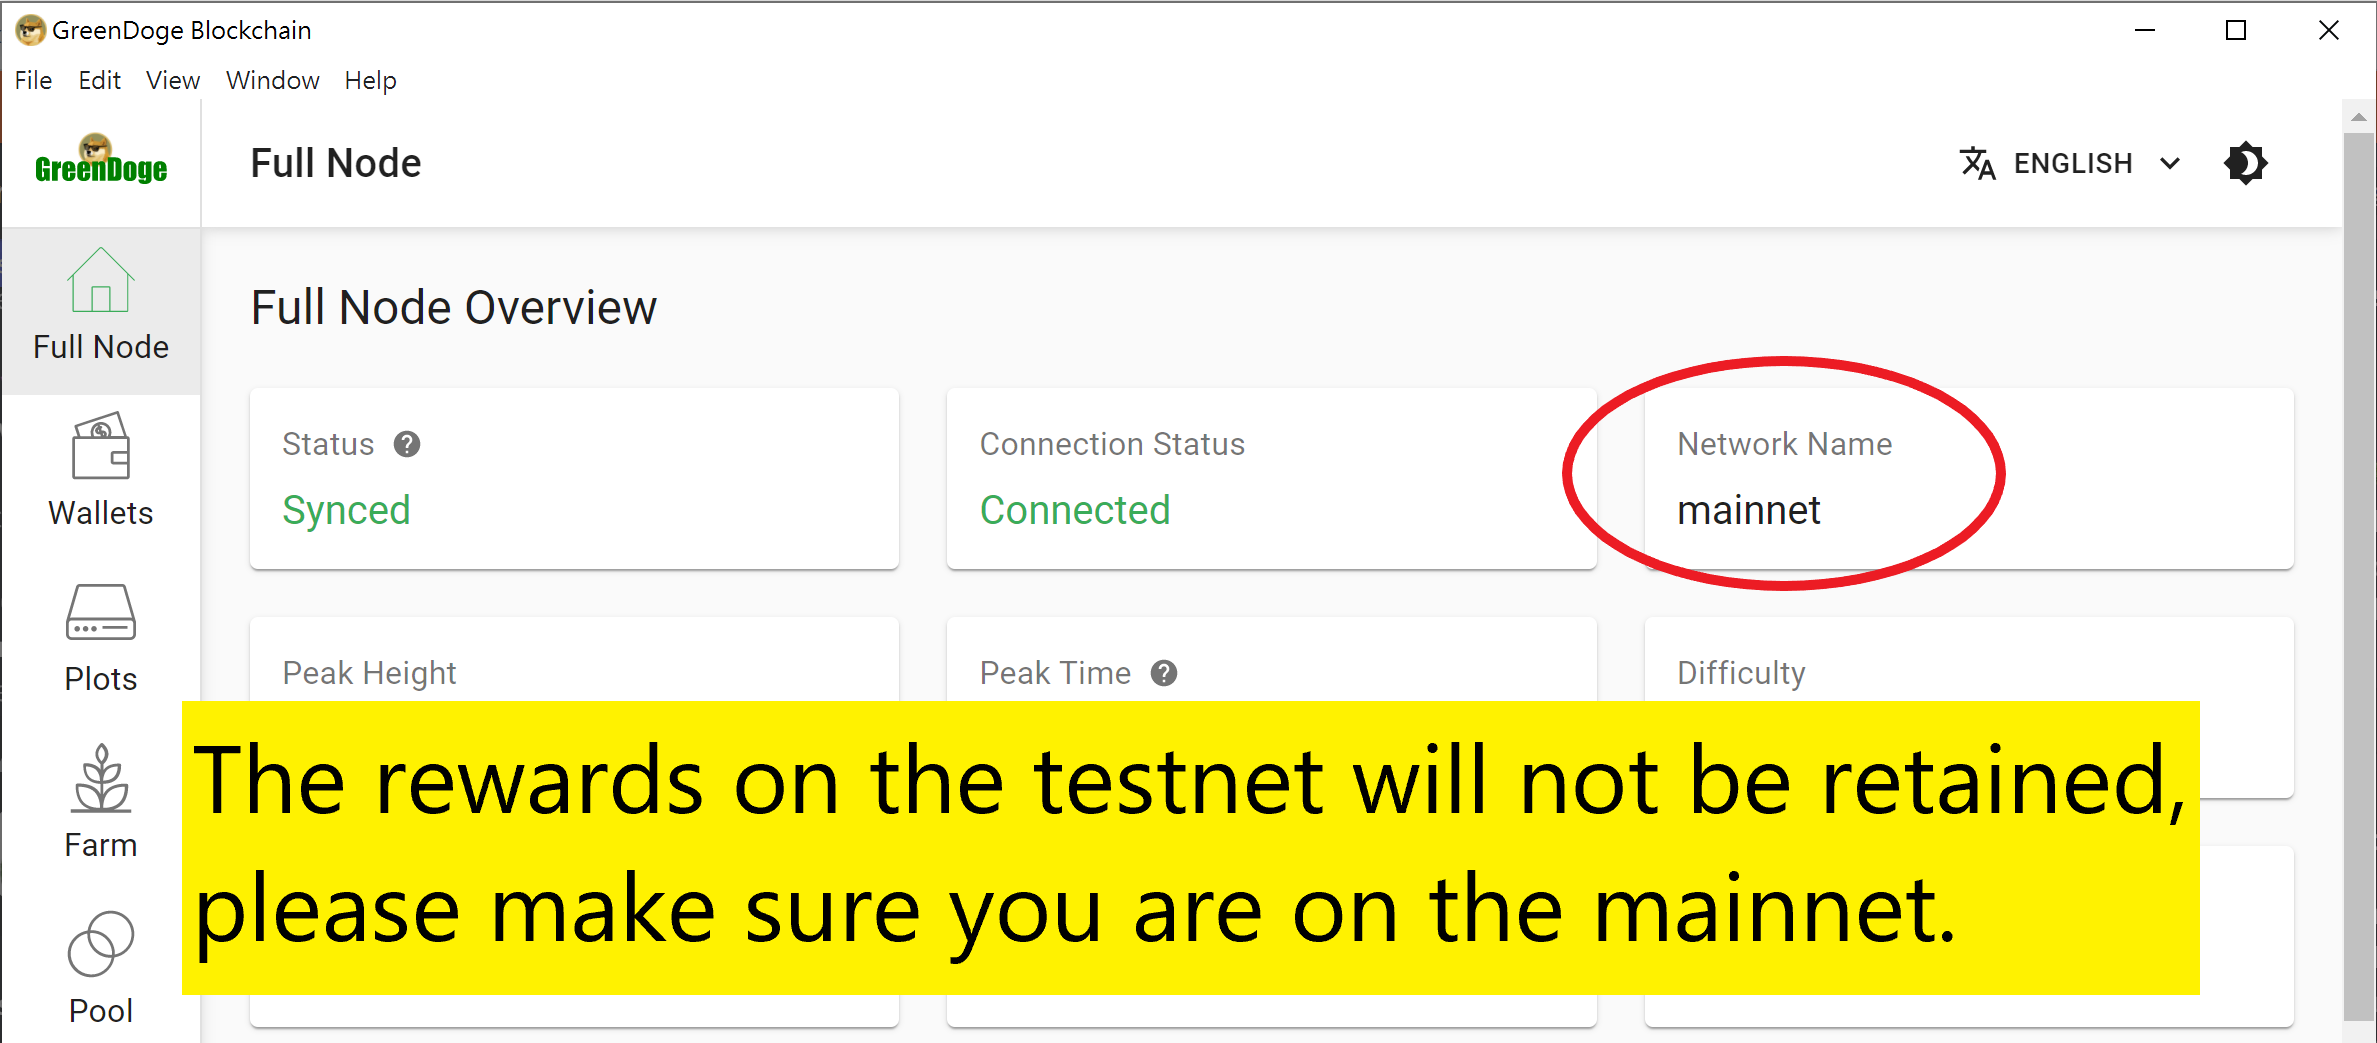 GreenDoge Blockchain
File Edit View Window Help
GreenDoge
Full Node
ENGLISH
Full Node
Wallets
Plots
Farm
Pool
Full Node Overview
Status
Synced
Connection Status
Connected
Network Name
mainnet
Peak Height
Peak Time
Difficulty
The rewards on the testnet will not be retained,
please make sure you are on the mainnet.